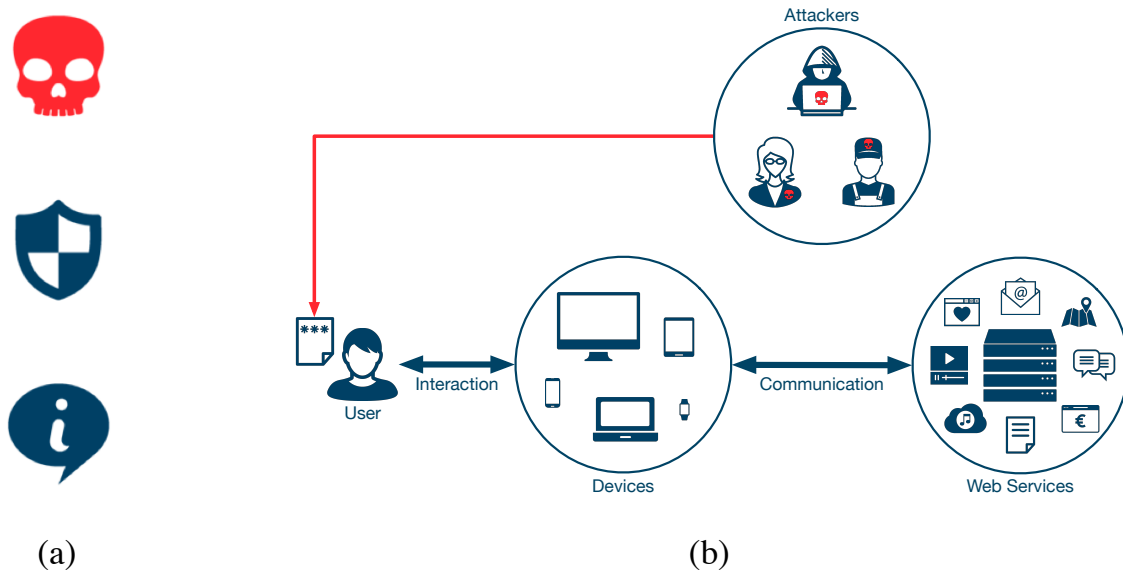 Attackers
***
User
Interaction
Devices
Communication
@
€
Web Services
(a)
(b)